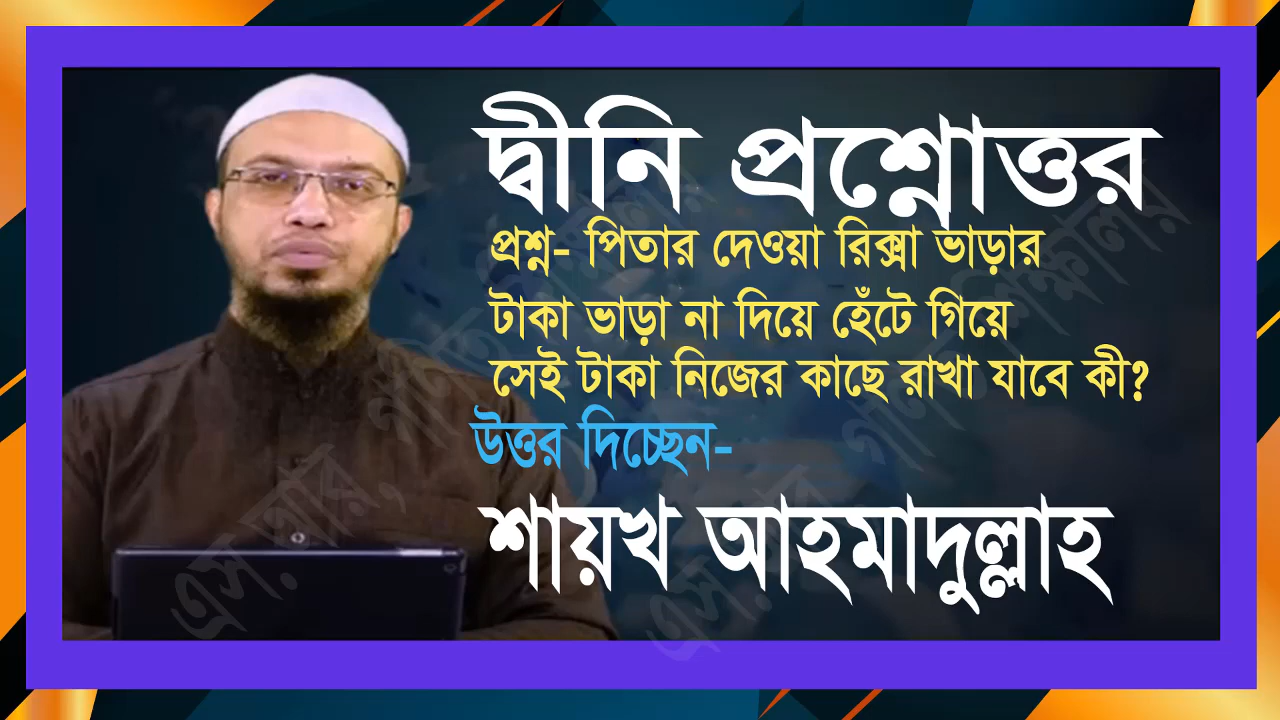 দ্বীনি প্রশ্নোত্তর
প্রশ্ন- পিতার দেওয়া রিক্সা ভাড়ার
টাকা ভাড়া না দিয়ে হেঁটে গিয়ে
সেই টাকা নিজের কাছে রাখা যাবে কী?
উত্তর দিচ্ছেন-
শায়খ আহমাদুল্লাহ